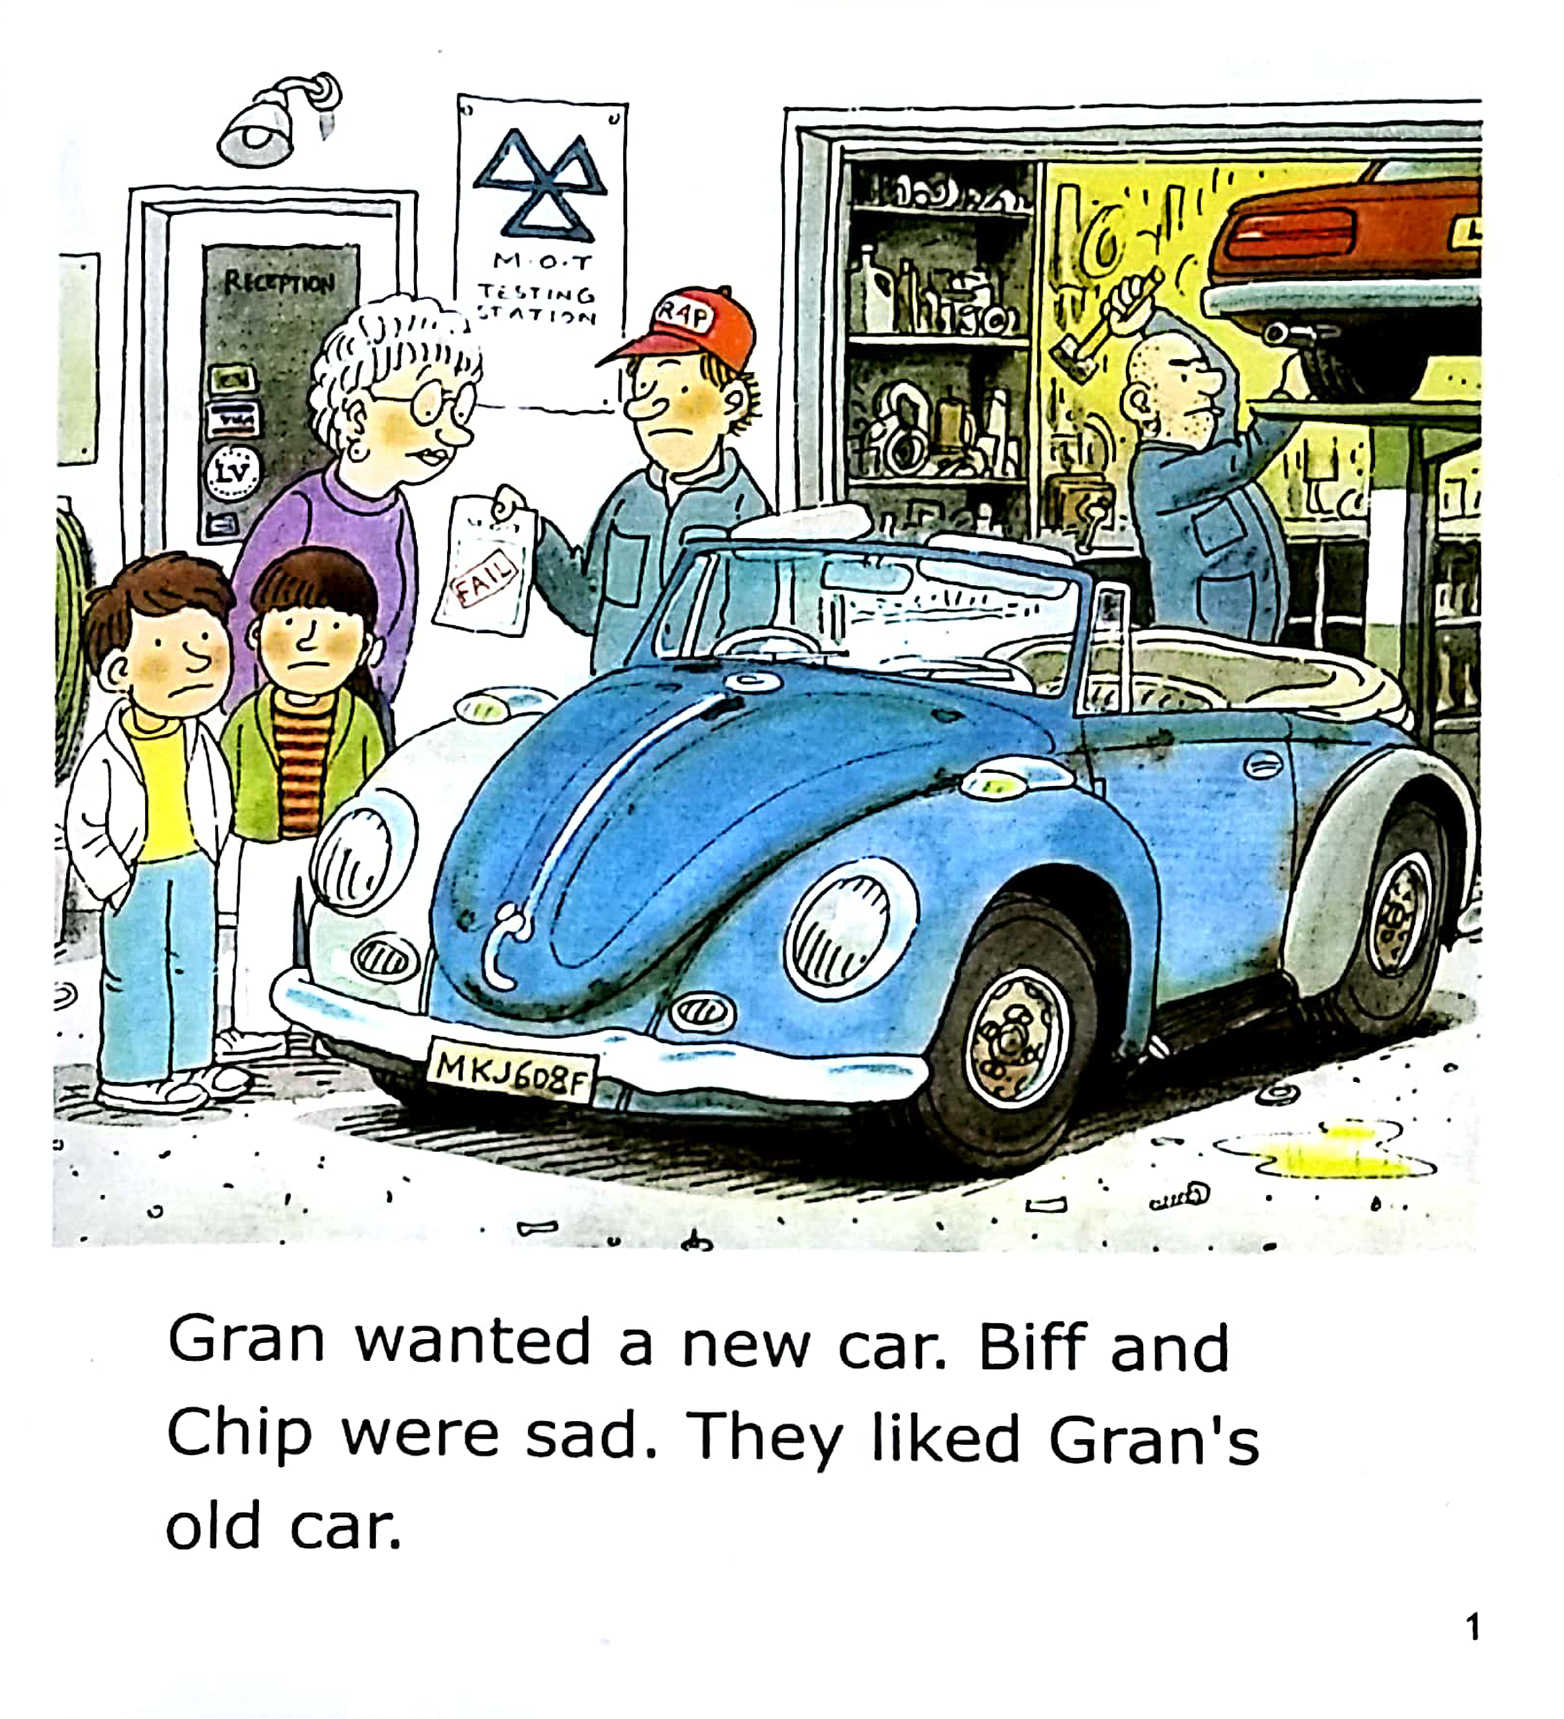 RECEPTION
LV
M·O·T
TESTING
STATION
R4P
M·O·T
FAIL
MKJ608F
Gran wanted a new car. Biff and
Chip were sad. They liked Gran's
old car.
1